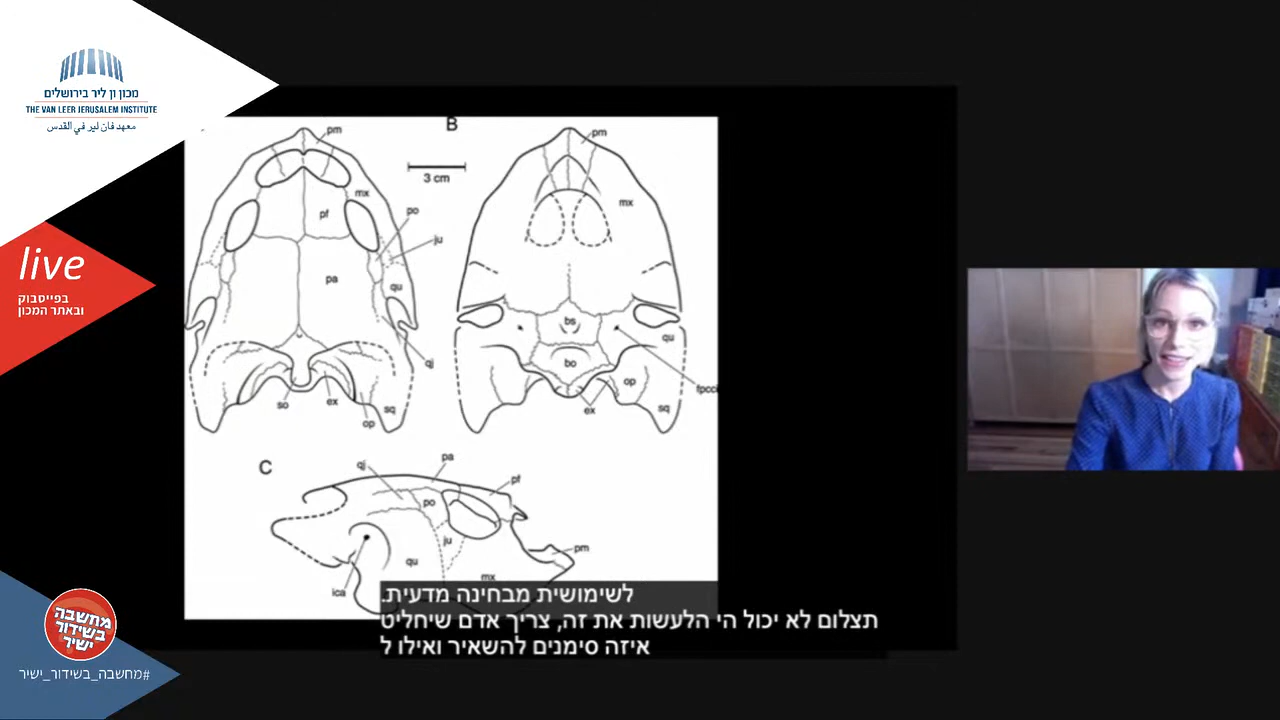 מכון ון ליר בירושלים
THE VAN LEER JERUSALEM INSTITUTE
معهد فان لير في القدس
live
בפייסבוק
ובאתר המכון
B
pm
3 cm
mx
pf
po
ju
pa
qu
qj
so
ex
op
sq
pm
mx
bs
qu
bo
op
fpcci
ex
sq
C
qj
pa
pf
po
ju
pm
qu
mx
ica
לשימושית מבחינה מדעית.
תצלום לא יכול הי הלעשות את זה, צריך אדם שיחליט
איזה סימנים להשאיר ואילו ל
מחשבה
בשידור
ישיר
#מחשבה_בשידור_ישיר